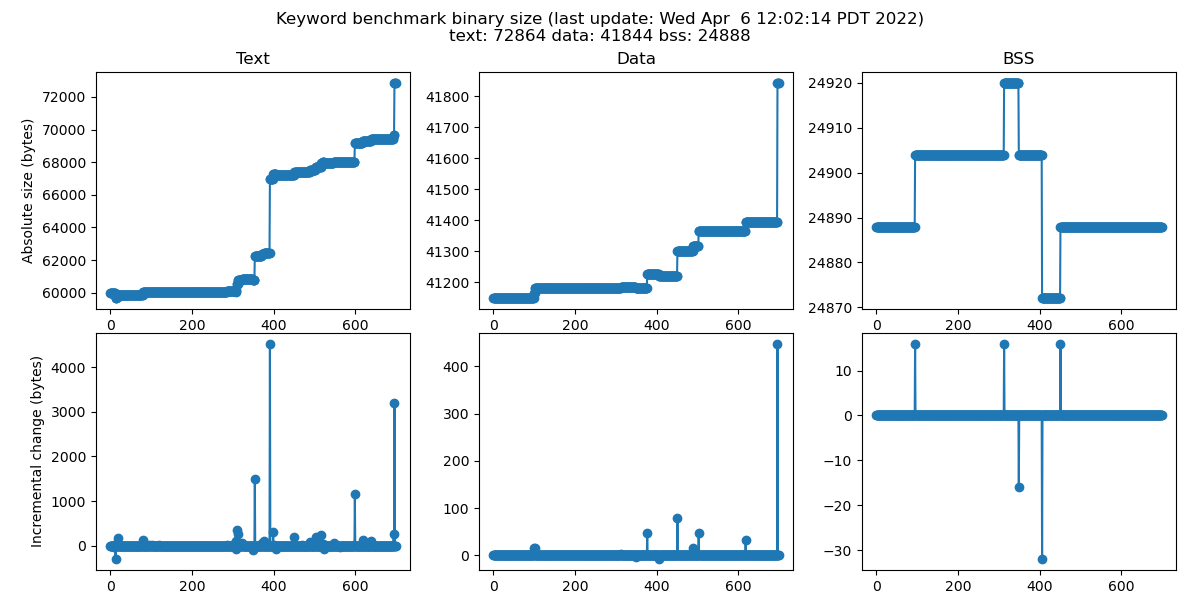 Keyword benchmark binary size (last update: Wed Apr  6 12:02:14 PDT 2022)
text: 72864 data: 41844 bss: 24888
Text
Data
BSS
Absolute size (bytes)
72000
70000
68000
66000
64000
62000
60000
0 200 400 600
41800
41700
41600
41500
41400
41300
41200
0 200 400 600
24920
24910
24900
24890
24880
24870
0 200 400 600
Incremental change (bytes)
4000
3000
2000
1000
0
0 200 400 600
400
300
200
100
0
0 200 400 600
10
0
−10
−20
−30
0 200 400 600